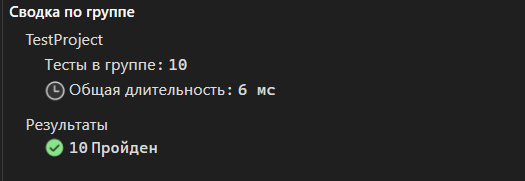 Сводка по группе
TestProject
Тесты в группе: 10
Общая длительность: 6 мс
Результаты
10 Пройден